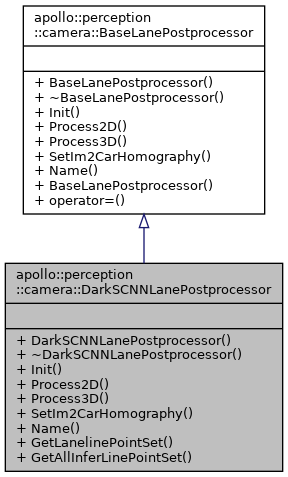 apollo::perception
::camera::BaseLanePostprocessor
+ BaseLanePostprocessor()
+ ~BaseLanePostprocessor()
+ Init()
+ Process2D()
+ Process3D()
+ SetIm2CarHomography()
+ Name()
+ BaseLanePostprocessor()
+ operator=()
apollo::perception
::camera::DarkSCNNLanePostprocessor
+ DarkSCNNLanePostprocessor()
+ ~DarkSCNNLanePostprocessor()
+ Init()
+ Process2D()
+ Process3D()
+ SetIm2CarHomography()
+ Name()
+ GetLanelinePointSet()
+ GetAllInferLinePointSet()